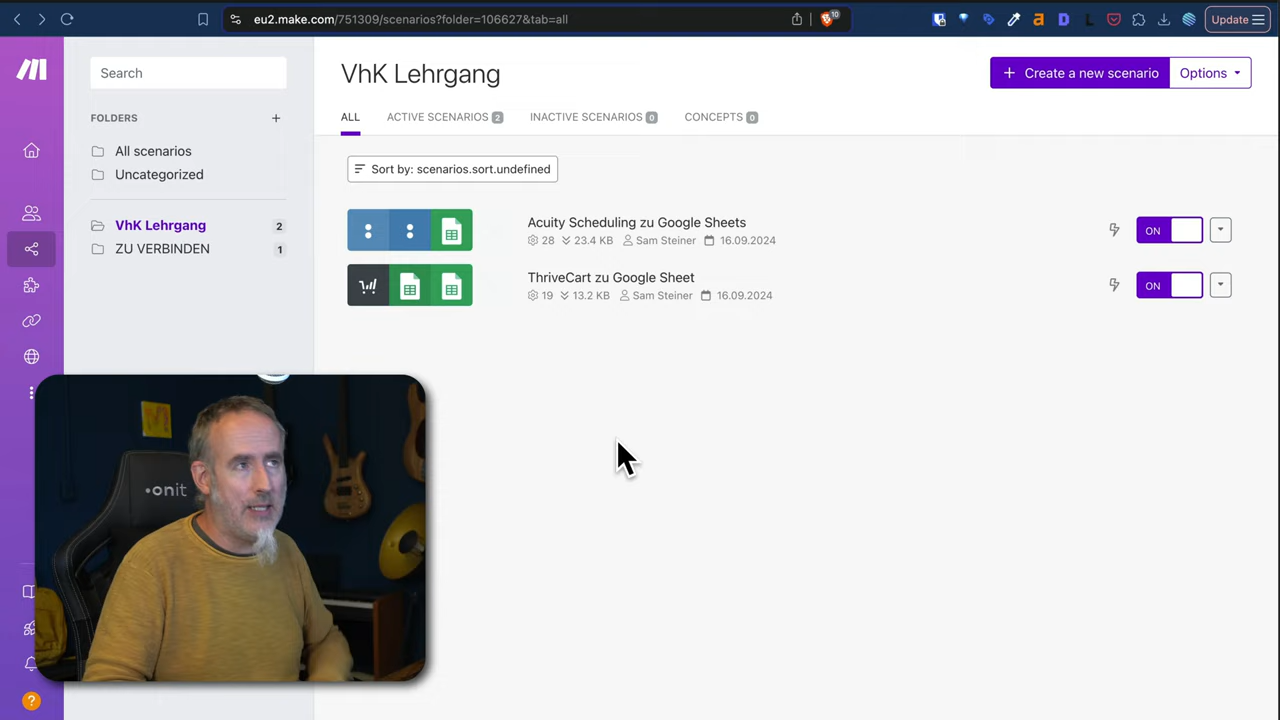 eu2.make.com/751309/scenarios?folder=106627&tab=all
10
Update
Search
FOLDERS
All scenarios
Uncategorized
VhK Lehrgang 2
ZU VERBINDEN 1
VhK Lehrgang
+ Create a new scenario
Options
ALL
ACTIVE SCENARIOS 2
INACTIVE SCENARIOS 0
CONCEPTS 0
Sort by: scenarios.sort.undefined
Acuity Scheduling zu Google Sheets
28 23.4 KB Sam Steiner 16.09.2024
ON
ThriveCart zu Google Sheet
19 13.2 KB Sam Steiner 16.09.2024
ON
onit